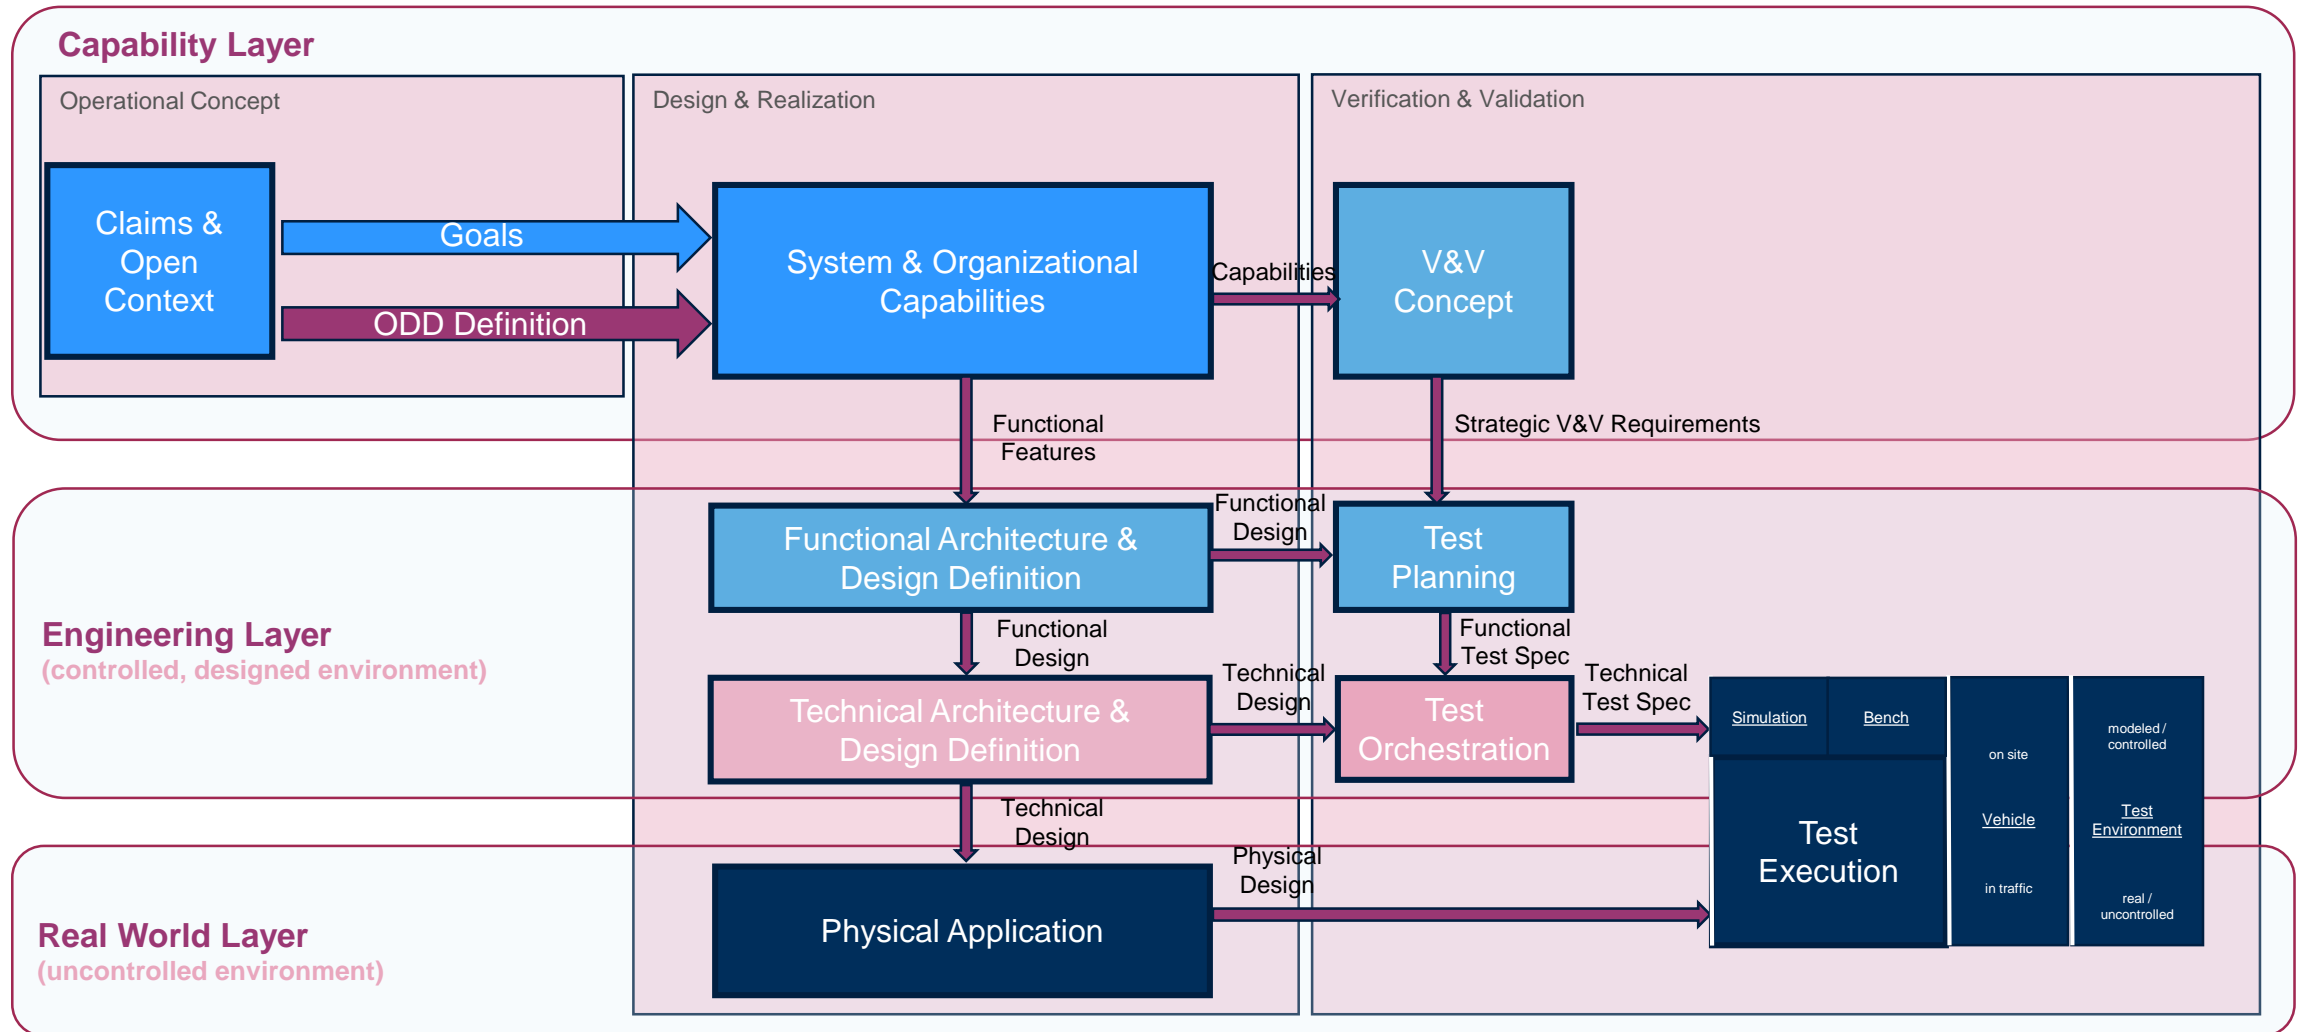 Capability Layer
Operational Concept
Design & Realization
Verification & Validation
Claims &
Open
Context
Goals
ODD Definition
System & Organizational
Capabilities
Capabilities
V&V
Concept
Functional
Features
Strategic V&V Requirements
Engineering Layer
(controlled, designed environment)
Functional Architecture &
Design Definition
Functional
Design
Test
Planning
Functional
Design
Functional
Test Spec
Technical Architecture &
Design Definition
Technical
Design
Test
Orchestration
Technical
Test Spec
Simulation
Bench
Test
Execution
on site
Vehicle
in traffic
modeled /
controlled
Test
Environment
real /
uncontrolled
Technical
Design
Real World Layer
(uncontrolled environment)
Physical Application
Physical
Design